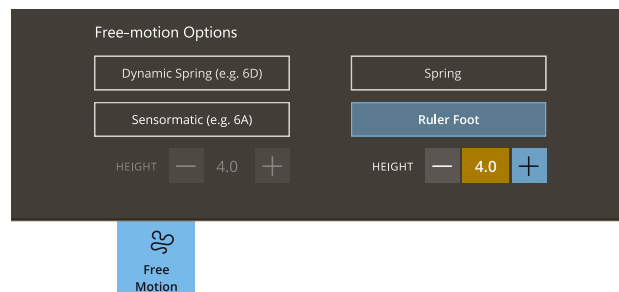 Free-motion Options
Dynamic Spring (e.g. 6D)
Spring
Sensormatic (e.g. 6A)
Ruler Foot
HEIGHT — 4.0 +
HEIGHT — 4.0 +
Free
Motion